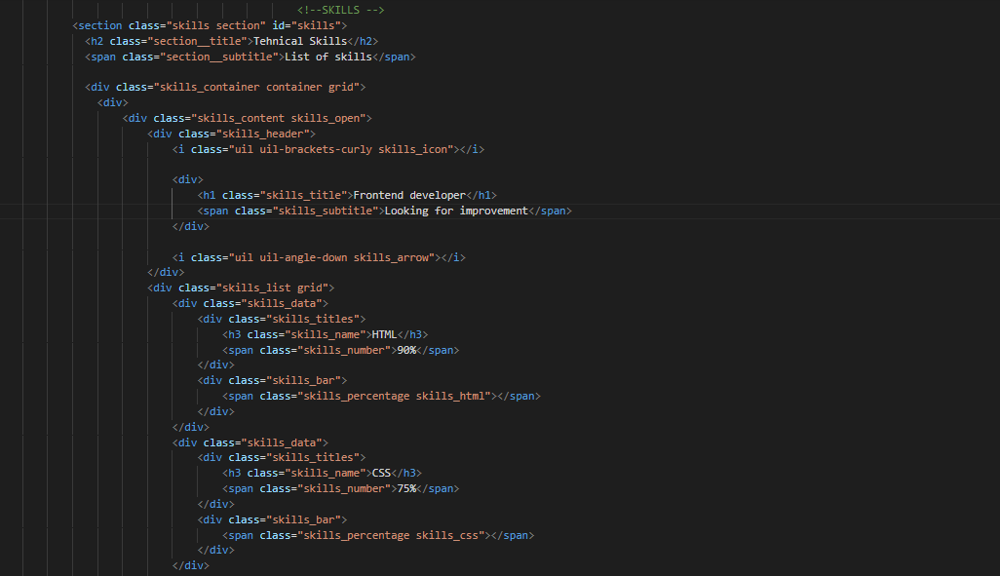 <!--SKILLS -->
<section class="skills section" id="skills">
<h2 class="section__title">Tehnical Skills</h2>
<span class="section__subtitle">List of skills</span>
<div class="skills_container container grid">
<div>
<div class="skills_content skills_open">
<div class="skills_header">
<i class="uil uil-brackets-curly skills_icon"></i>
<div>
<h1 class="skills_title">Frontend developer</h1>
<span class="skills_subtitle">Looking for improvement</span>
</div>
<i class="uil uil-angle-down skills_arrow"></i>
</div>
<div class="skills_list grid">
<div class="skills_data">
<div class="skills_titles">
<h3 class="skills_name">HTML</h3>
<span class="skills_number">90%</span>
</div>
<div class="skills_bar">
<span class="skills_percentage skills_html"></span>
</div>
</div>
<div class="skills_data">
<div class="skills_titles">
<h3 class="skills_name">CSS</h3>
<span class="skills_number">75%</span>
</div>
<div class="skills_bar">
<span class="skills_percentage skills_css"></span>
</div>
</div>